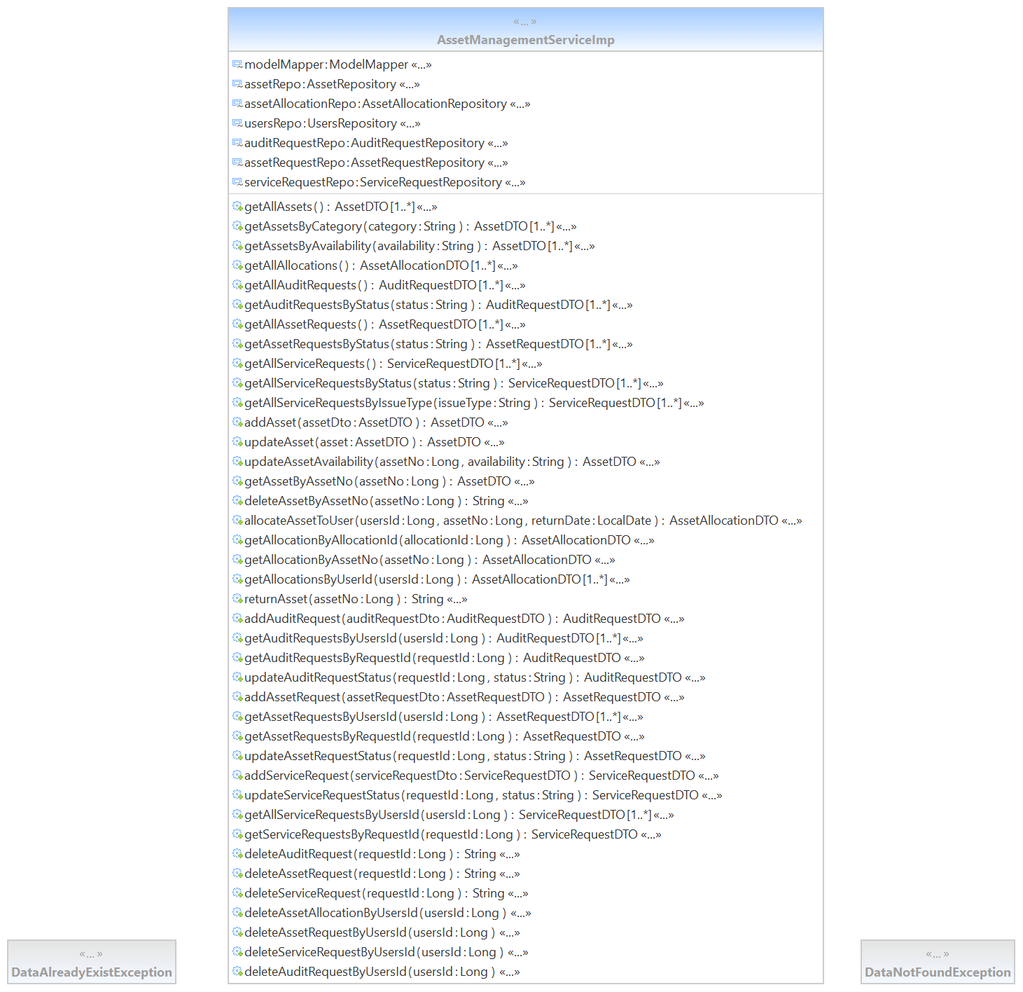 «... »
AssetManagementServiceImp
modelMapper:ModelMapper «...»
assetRepo:AssetRepository «...»
assetAllocationRepo:AssetAllocationRepository «...»
usersRepo:UsersRepository «...»
auditRequestRepo:AuditRequestRepository «...»
assetRequestRepo:AssetRequestRepository «...»
serviceRequestRepo:ServiceRequestRepository «...»
getAllAssets() : AssetDTO[1..*]«...»
getAssetsByCategory(category:String ) : AssetDTO[1..*]«...»
getAssetsByAvailability(availability:String ) : AssetDTO[1..*]«...»
getAllAllocations() : AssetAllocationDTO[1..*]«...»
getAllAuditRequests() : AuditRequestDTO[1..*]«...»
getAuditRequestsByStatus(status:String ) : AuditRequestDTO[1..*]«...»
getAllAssetRequests() : AssetRequestDTO[1..*]«...»
getAssetRequestsByStatus(status:String ) : AssetRequestDTO[1..*]«...»
getAllServiceRequests() : ServiceRequestDTO[1..*]«...»
getAllServiceRequestsByStatus(status:String ) : ServiceRequestDTO[1..*]«...»
getAllServiceRequestsByIssueType(issueType:String ) : ServiceRequestDTO[1..*]«...»
addAsset(assetDto:AssetDTO ) : AssetDTO «...»
updateAsset(asset:AssetDTO ) : AssetDTO «...»
updateAssetAvailability(assetNo:Long, availability:String ) : AssetDTO «...»
getAssetByAssetNo(assetNo:Long ) : AssetDTO «...»
deleteAssetByAssetNo(assetNo:Long ) : String «...»
allocateAssetToUser(usersId:Long, assetNo:Long, returnDate:LocalDate ) : AssetAllocationDTO «...»
getAllocationByAllocationId(allocationId:Long ) : AssetAllocationDTO «...»
getAllocationByAssetNo(assetNo:Long ) : AssetAllocationDTO «...»
getAllocationsByUserId(usersId:Long ) : AssetAllocationDTO[1..*]«...»
returnAsset(assetNo:Long ) : String «...»
addAuditRequest(auditRequestDto:AuditRequestDTO ) : AuditRequestDTO «...»
getAuditRequestsByUsersId(usersId:Long ) : AuditRequestDTO[1..*]«...»
getAuditRequestsByRequestId(requestId:Long ) : AuditRequestDTO «...»
updateAuditRequestStatus(requestId:Long, status:String ) : AuditRequestDTO «...»
addAssetRequest(assetRequestDto:AssetRequestDTO ) : AssetRequestDTO «...»
getAssetRequestsByUsersId(usersId:Long ) : AssetRequestDTO[1..*]«...»
getAssetRequestsByRequestId(requestId:Long ) : AssetRequestDTO «...»
updateAssetRequestStatus(requestId:Long, status:String ) : AssetRequestDTO «...»
addServiceRequest(serviceRequestDto:ServiceRequestDTO ) : ServiceRequestDTO «...»
updateServiceRequestStatus(requestId:Long, status:String ) : ServiceRequestDTO «...»
getAllServiceRequestsByUsersId(usersId:Long ) : ServiceRequestDTO[1..*]«...»
getServiceRequestsByRequestId(requestId:Long ) : ServiceRequestDTO «...»
deleteAuditRequest(requestId:Long ) : String «...»
deleteAssetRequest(requestId:Long ) : String «...»
deleteServiceRequest(requestId:Long ) : String «...»
deleteAssetAllocationByUsersId(usersId:Long ) «...»
deleteAssetRequestByUsersId(usersId:Long ) «...»
deleteServiceRequestByUsersId(usersId:Long ) «...»
deleteAuditRequestByUsersId(usersId:Long ) «...»
«... »
DataAlreadyExistException
«... »
DataNotFoundException